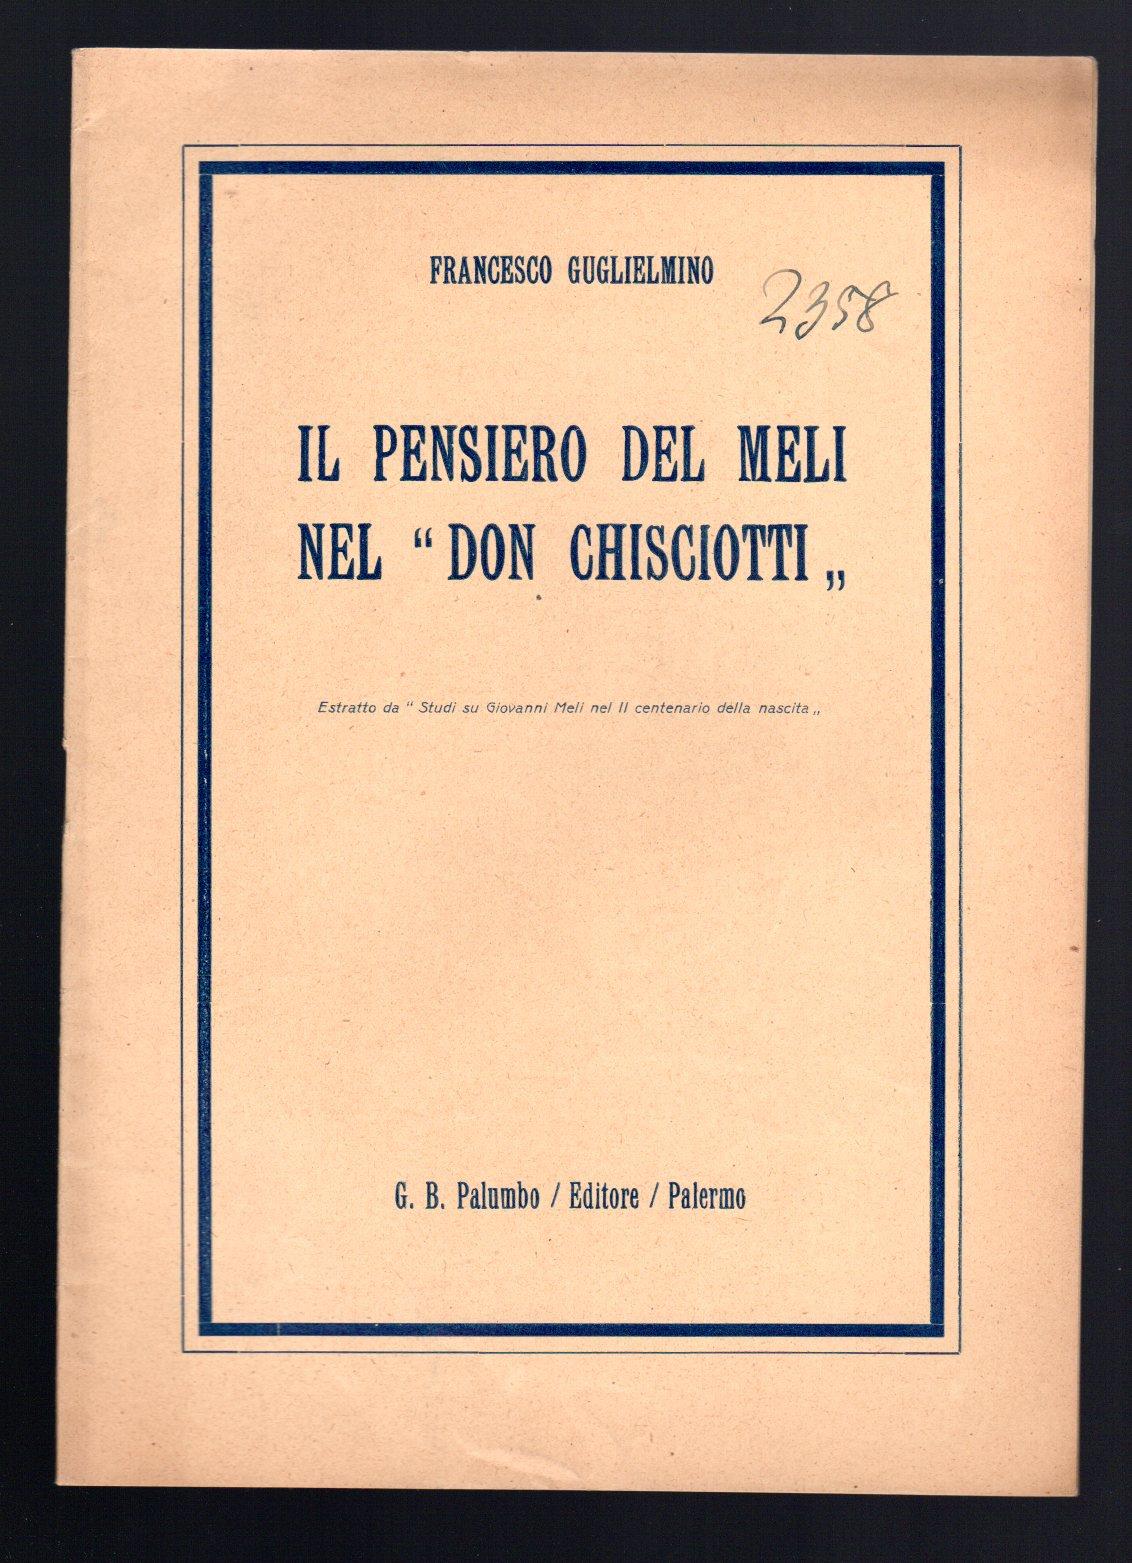 FRANCESCO GUGLIELMINO
2358
IL PENSIERO DEL MELI
NEL “ DON CHISCIOTTI „
Estratto da “ Studi su Giovanni Meli nel II centenario della nascita „
G. B. Palumbo / Editore / Palermo